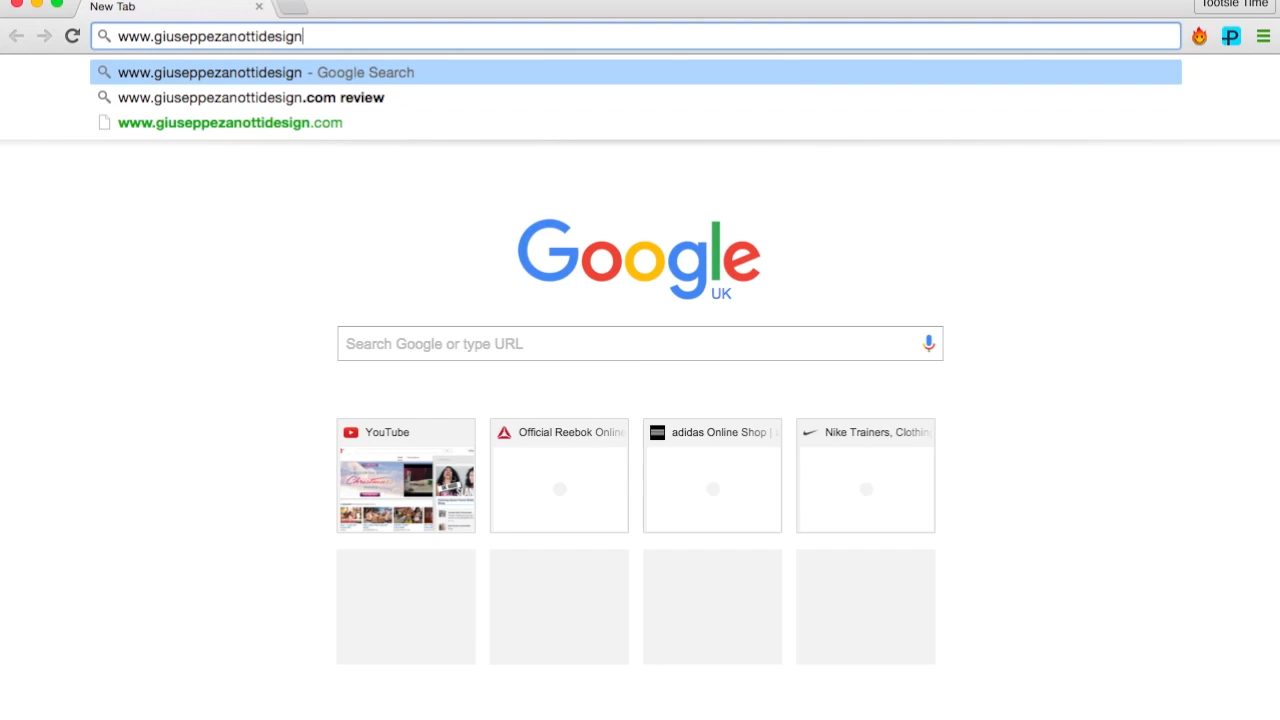 New Tab
Tootsie Time
www.giuseppezanottidesign
www.giuseppezanottidesign - Google Search
www.giuseppezanottidesign.com review
www.giuseppezanottidesign.com
Google
UK
Search Google or type URL
YouTube
Official Reebok Onlin
adidas Online Shop |
Nike Trainers, Clothin
Christmas